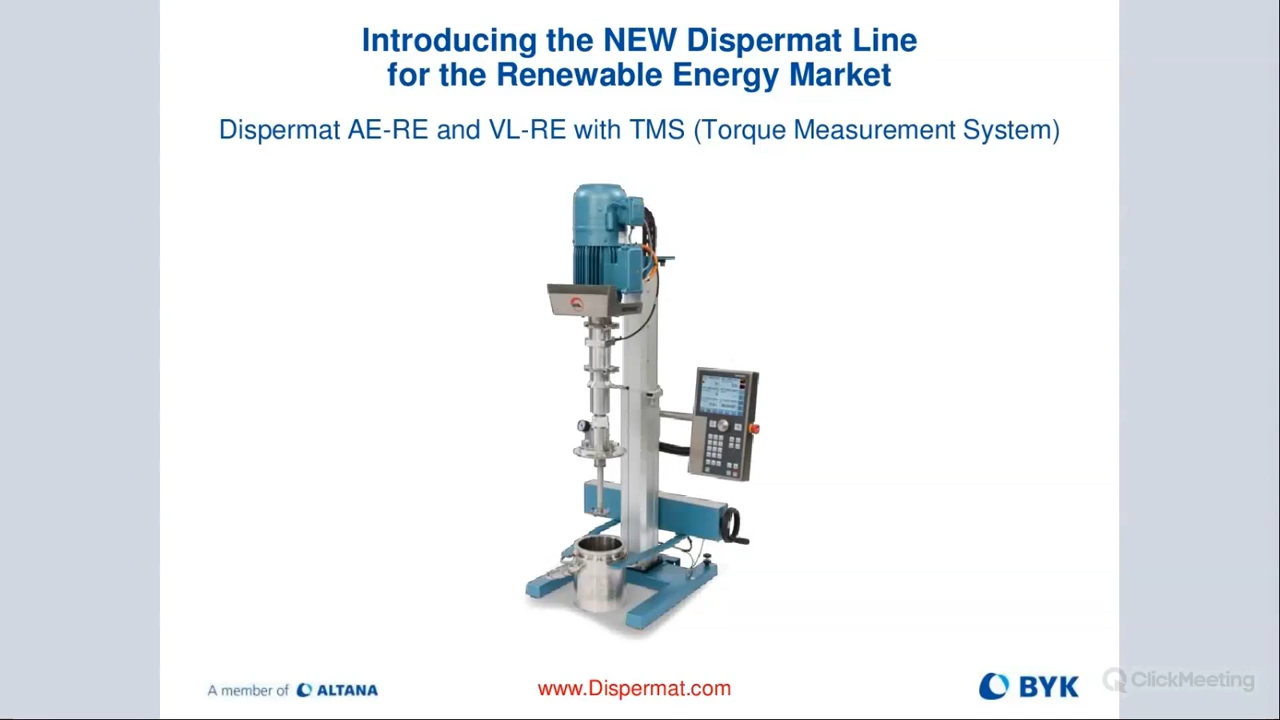 Introducing the NEW Dispermat Line
for the Renewable Energy Market
Dispermat AE-RE and VL-RE with TMS (Torque Measurement System)
A member of ALTANA
www.Dispermat.com
BYK
ClickMeeting